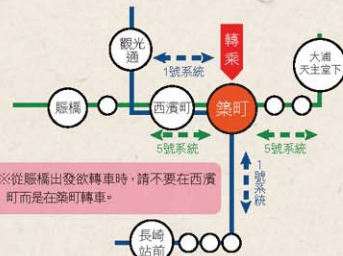 轉乘
觀光
通
1號系統
大浦
天主堂下
賑橋
西濱町
築町
5號系統
5號系統
※從賑橋出發欲轉車時，請不要在西濱
町而是在築町轉車。
1號系統
長崎
站前